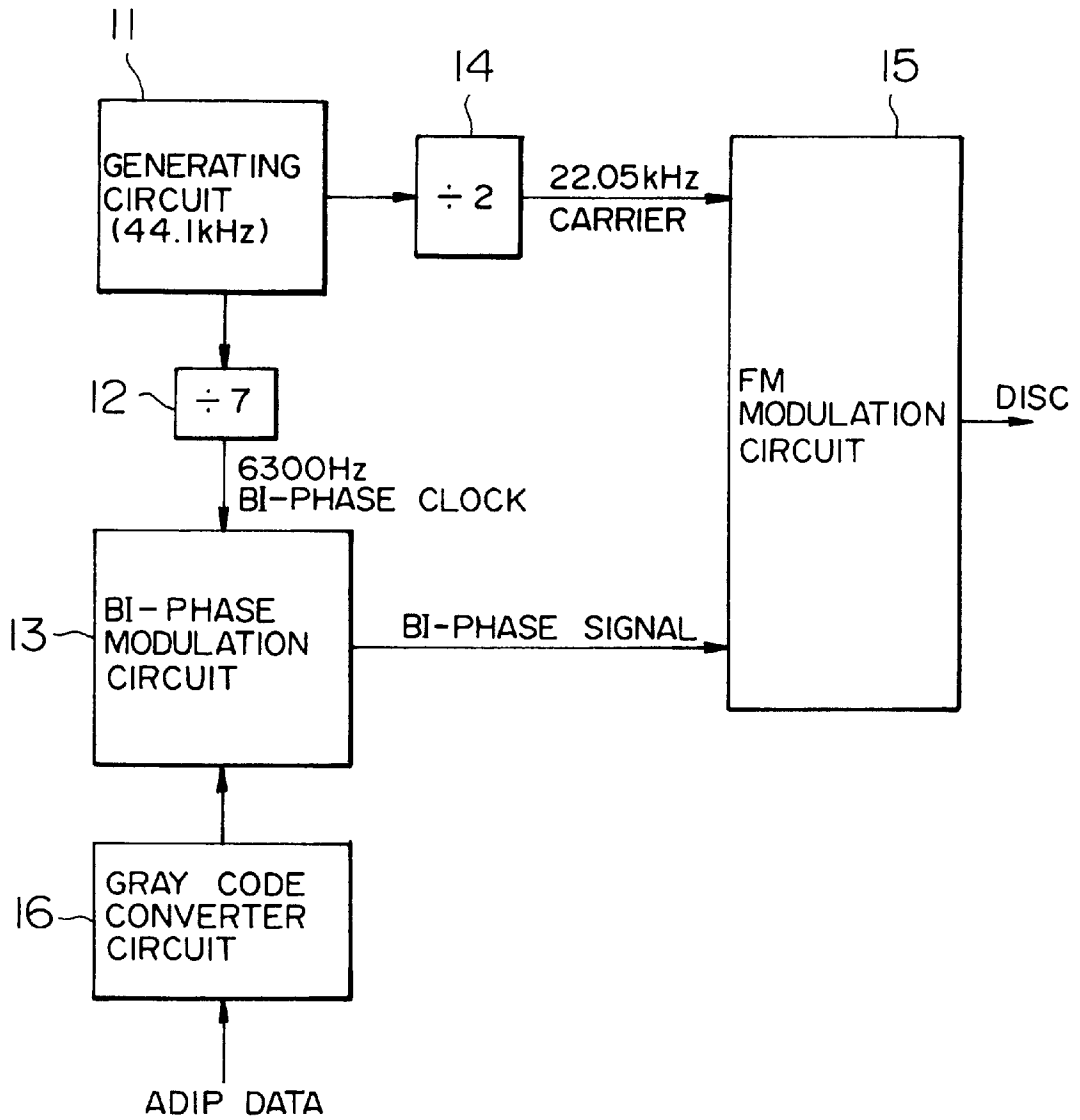 11
14
15
GENERATING
CIRCUIT
(44.1kHz)
÷2
22.05kHz
CARRIER
12
÷7
6300Hz
BI-PHASE CLOCK
FM
MODULATION
CIRCUIT
DISC
13
BI-PHASE
MODULATION
CIRCUIT
BI-PHASE SIGNAL
16
GRAY CODE
CONVERTER
CIRCUIT
ADIP DATA